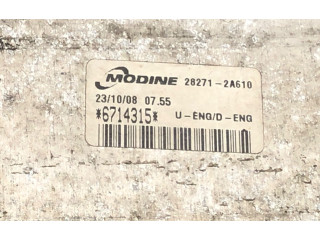 MODINE 28271-2A610
23/10/08 07.55
*6714315* U-ENG/D-ENG